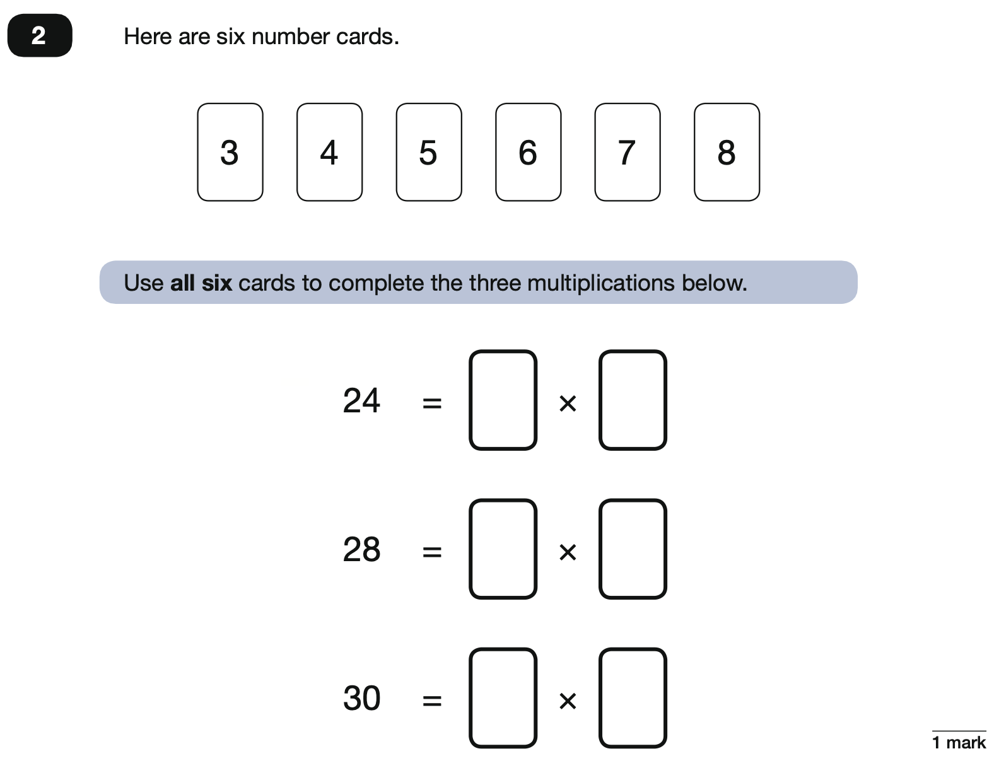 2 Here are six number cards.
3 4 5 6 7 8
Use all six cards to complete the three multiplications below.
24 = ×
28 = ×
30 = ×
1 mark